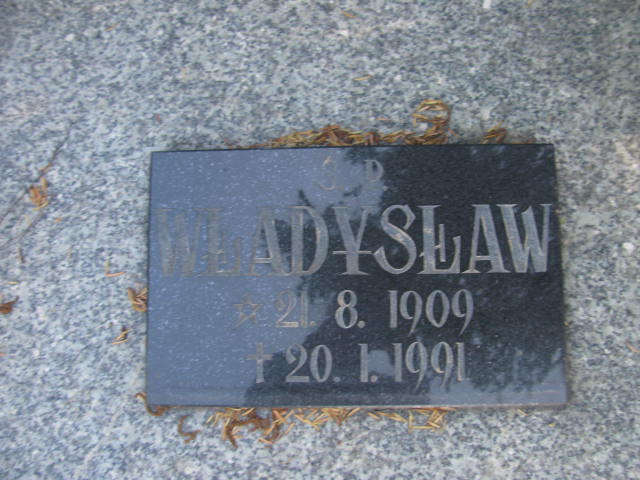 Ś P
WŁADYSŁAW
☆ 21. 8. 1909
† 20. 1. 1991